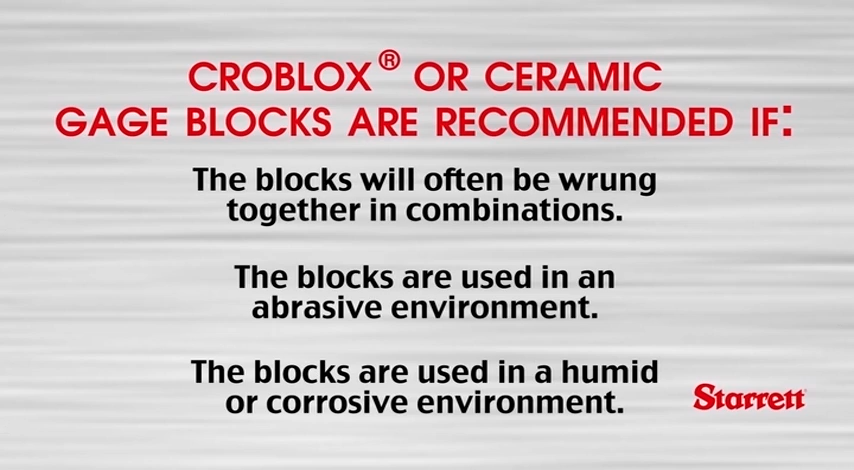 CROBLOX® OR CERAMIC
GAGE BLOCKS ARE RECOMMENDED IF:
The blocks will often be wrung
together in combinations.
The blocks are used in an
abrasive environment.
The blocks are used in a humid
or corrosive environment.
Starrett